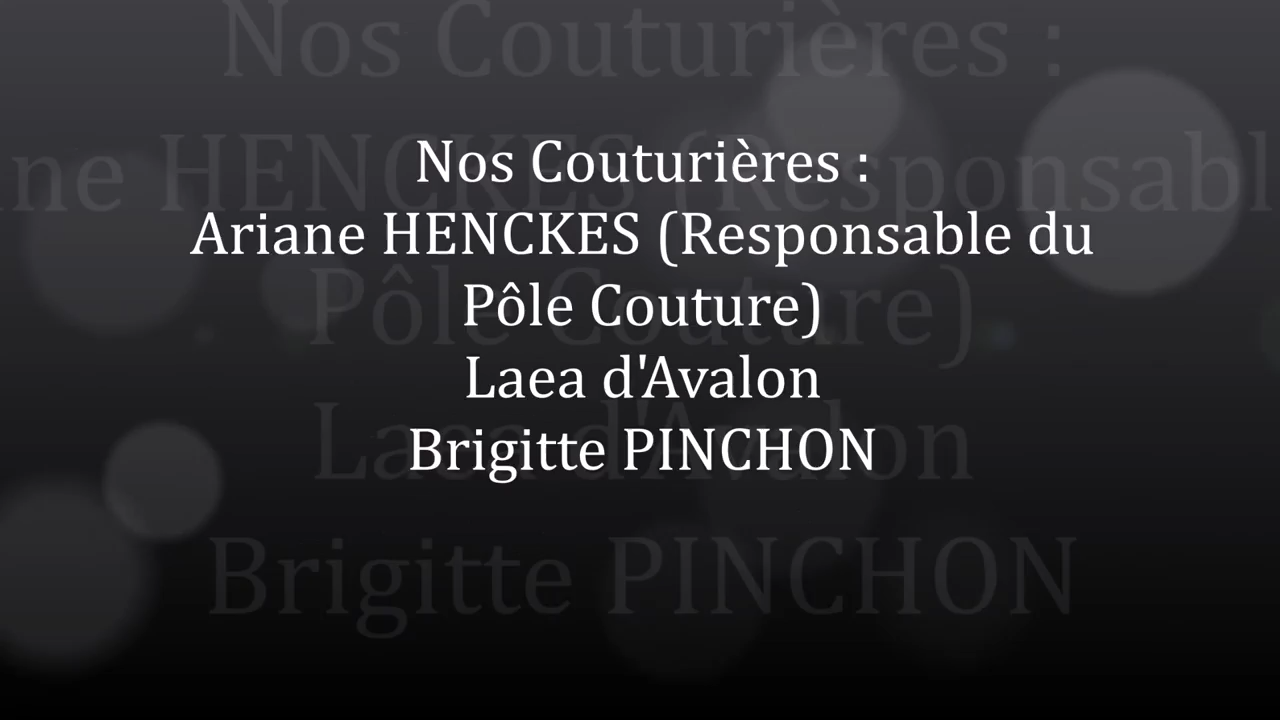 Nos Couturières :
Ariane HENCKES (Responsable du
Pôle Couture)
Laea d'Avalon
Brigitte PINCHON